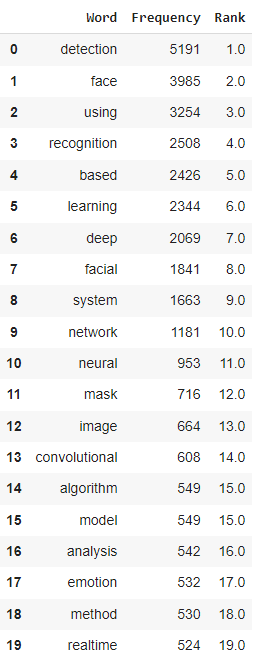 Word Frequency Rank
0 detection 5191 1.0
1 face 3985 2.0
2 using 3254 3.0
3 recognition 2508 4.0
4 based 2426 5.0
5 learning 2344 6.0
6 deep 2069 7.0
7 facial 1841 8.0
8 system 1663 9.0
9 network 1181 10.0
10 neural 953 11.0
11 mask 716 12.0
12 image 664 13.0
13 convolutional 608 14.0
14 algorithm 549 15.0
15 model 549 15.0
16 analysis 542 16.0
17 emotion 532 17.0
18 method 530 18.0
19 realtime 524 19.0